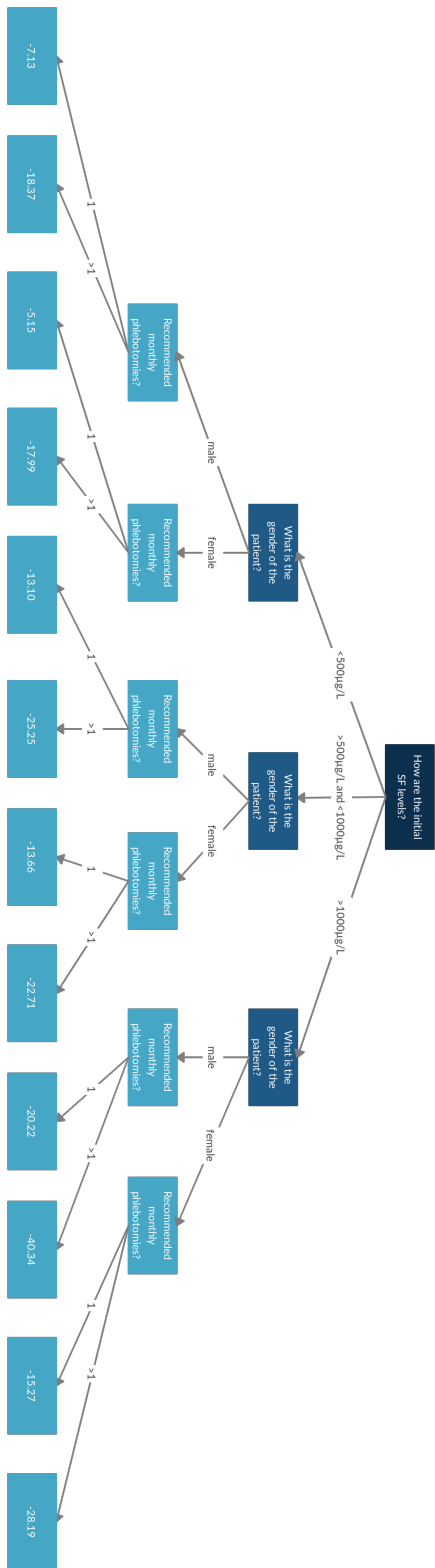 How are the initial
SF levels?
<500µg/L
>500µg/L and <1000µg/L
>1000µg/L
What is the
gender of the
patient?
What is the
gender of the
patient?
What is the
gender of the
patient?
male
female
male
female
male
female
Recommended
monthly
phlebotomies?
Recommended
monthly
phlebotomies?
Recommended
monthly
phlebotomies?
Recommended
monthly
phlebotomies?
Recommended
monthly
phlebotomies?
Recommended
monthly
phlebotomies?
1
>1
1
>1
1
>1
1
>1
1
>1
1
>1
-7.13
-18.37
-5.15
-17.99
-13.10
-25.25
-13.66
-22.71
-20.22
-40.34
-15.27
-28.19